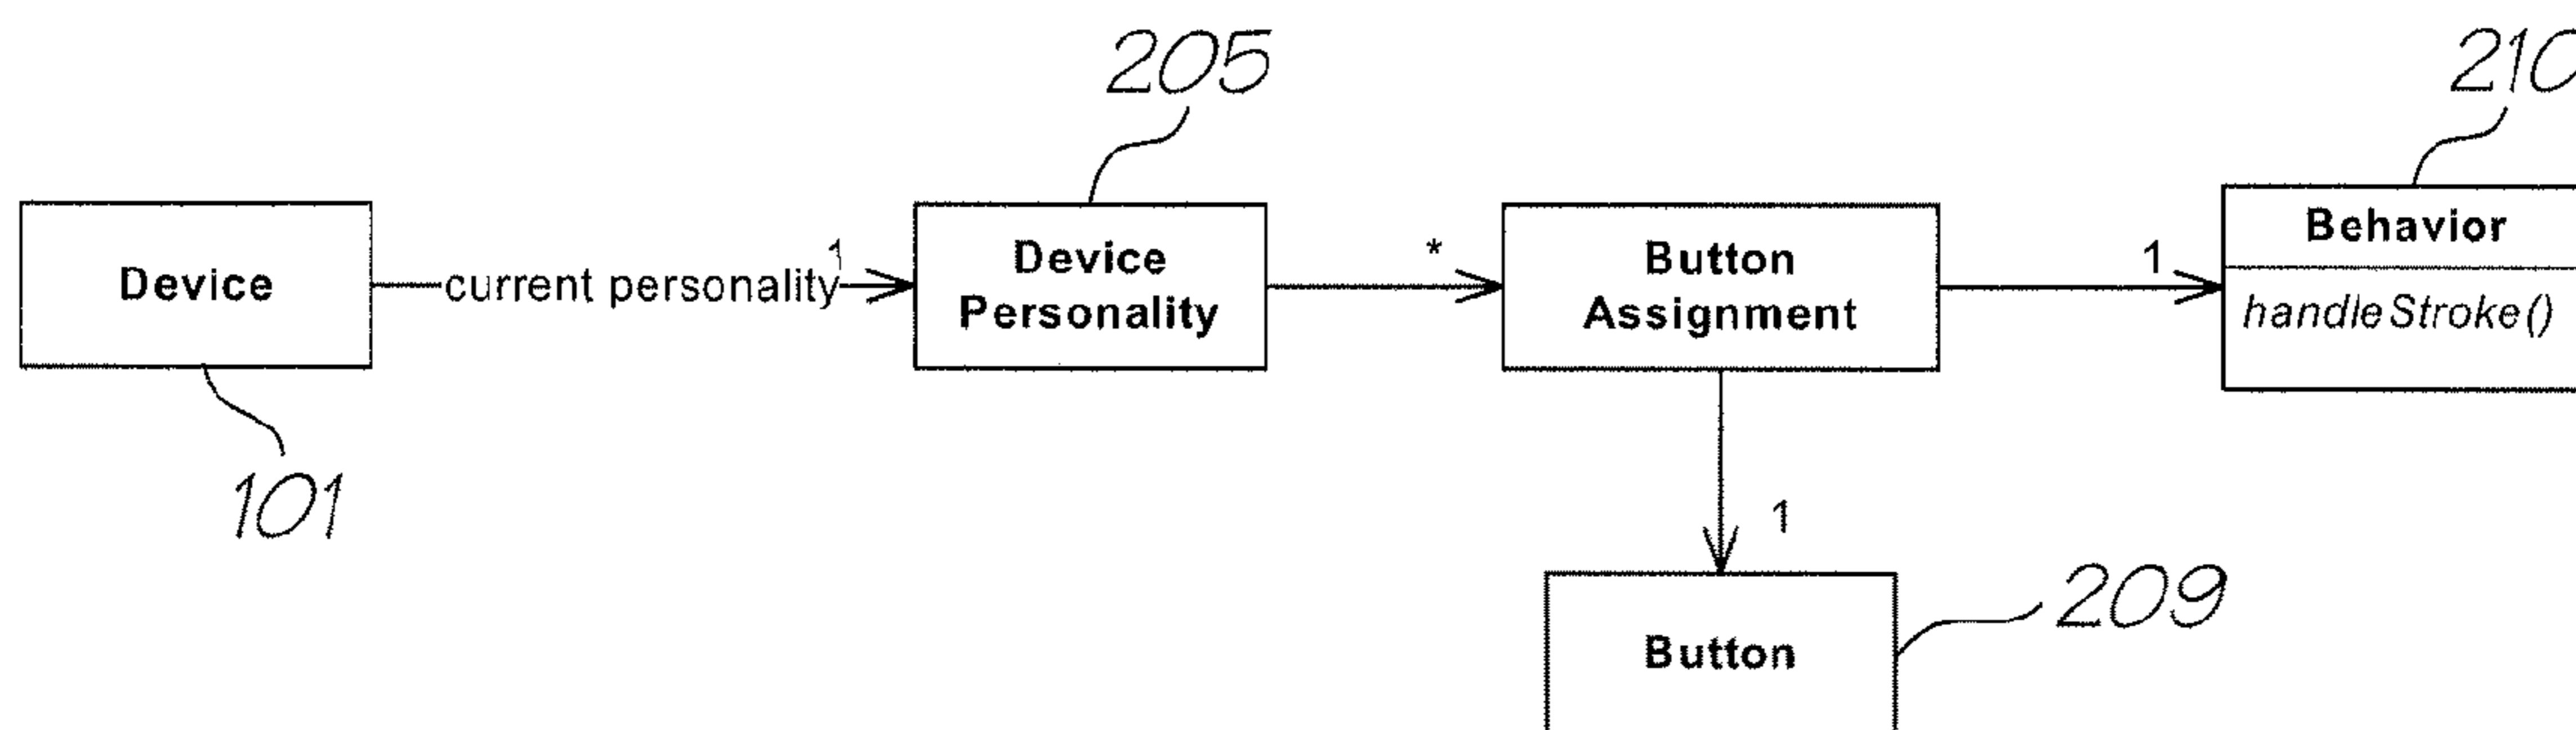 205
210
Device
current personality
1
Device
Personality
*
Button
Assignment
1
Behavior
handleStroke()
101
1
Button
209